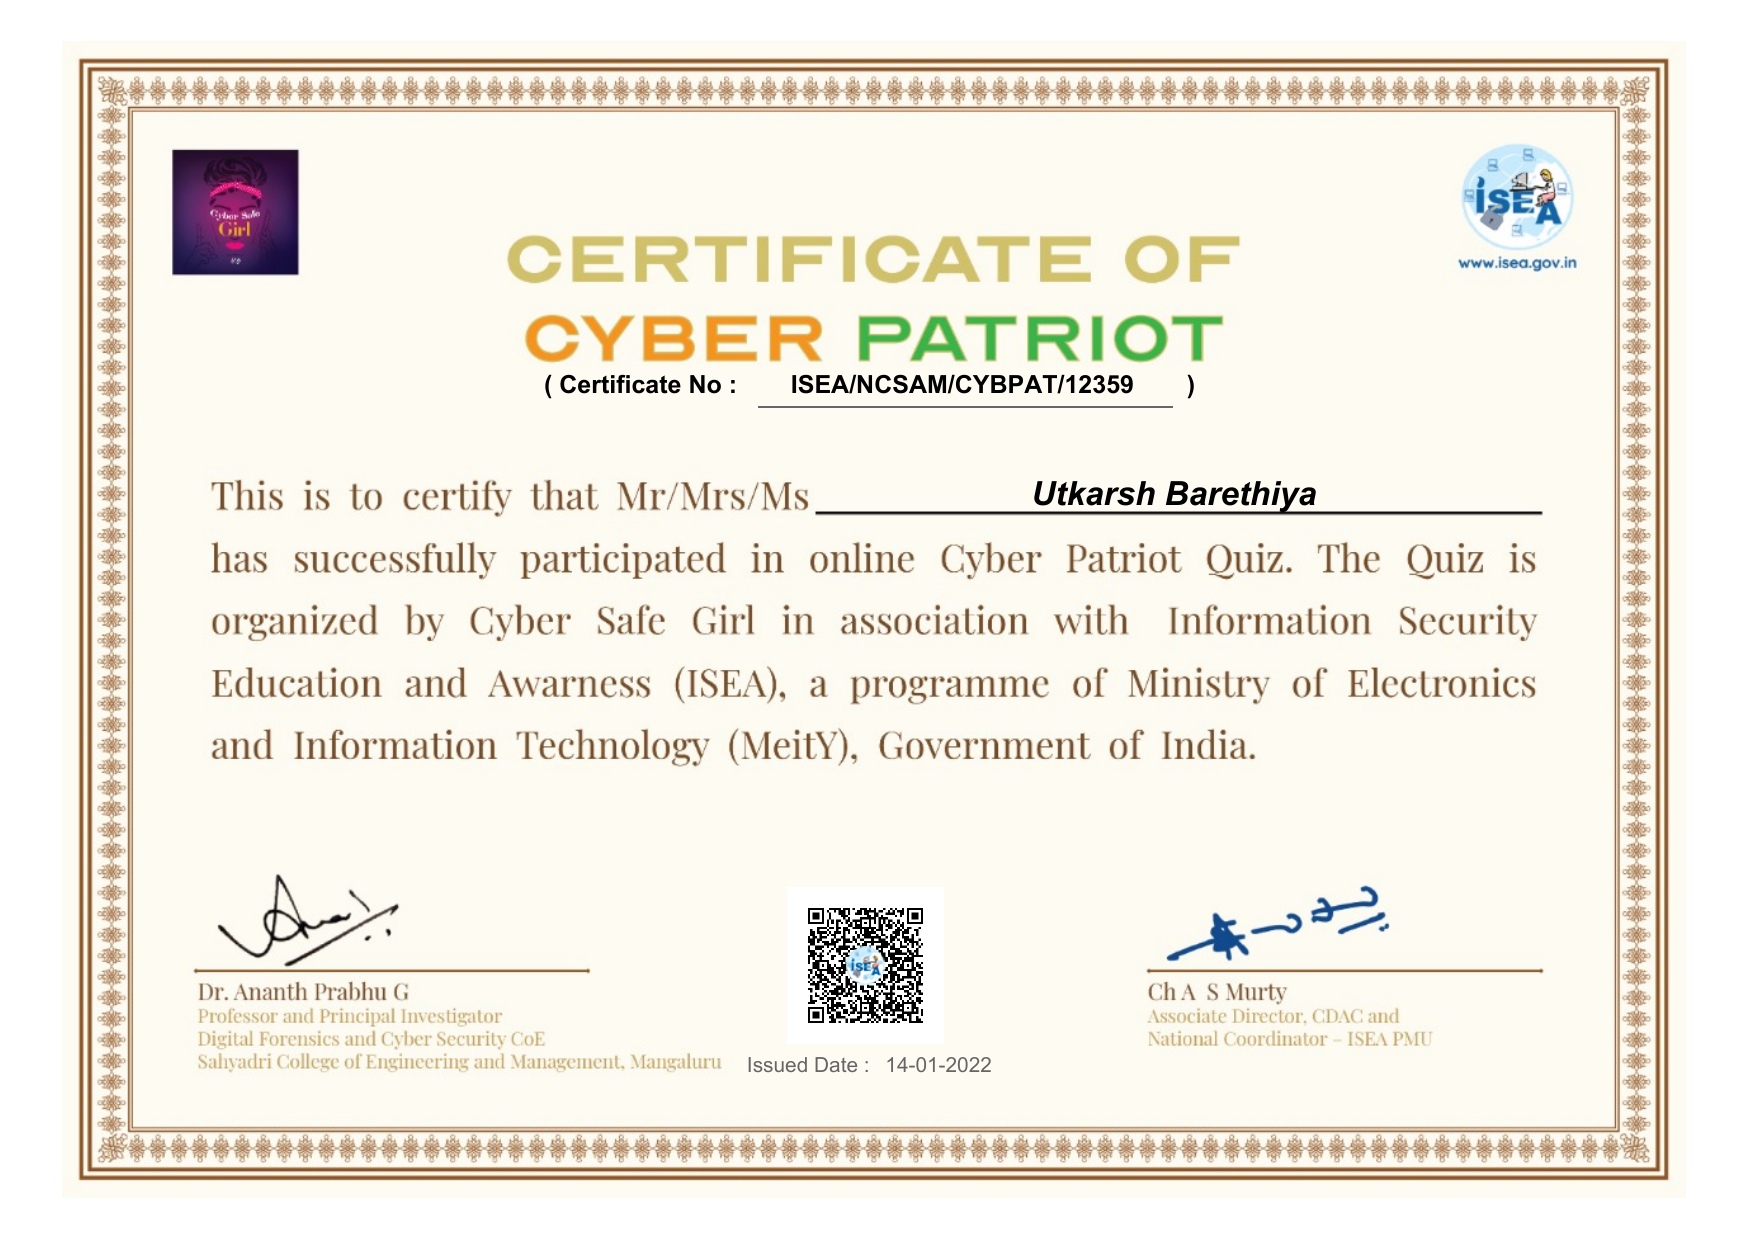 Cyber Safe
Girl
iSEA
www.isea.gov.in
CERTIFICATE OF
CYBER PATRIOT
( Certificate No : ISEA/NCSAM/CYBPAT/12359 )
This is to certify that Mr/Mrs/Ms Utkarsh Barethiya
has successfully participated in online Cyber Patriot Quiz. The Quiz is
organized by Cyber Safe Girl in association with Information Security
Education and Awarness (ISEA), a programme of Ministry of Electronics
and Information Technology (MeitY), Government of India.
iSEA
Dr. Ananth Prabhu G
Professor and Principal Investigator
Digital Forensics and Cyber Security CoE
Sahyadri College of Engineering and Management, Mangaluru
Issued Date : 14-01-2022
Ch A S Murty
Associate Director, CDAC and
National Coordinator – ISEA PMU